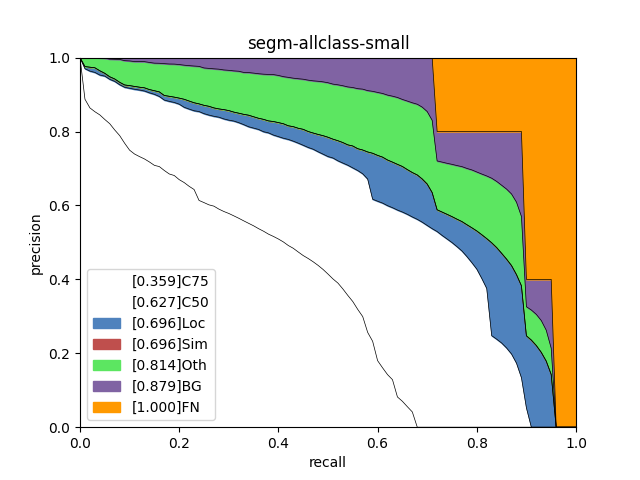 segm-allclass-small
1.0
0.8
0.6
0.4
0.2
0.0
precision
[0.359]C75
[0.627]C50
[0.696]Loc
[0.696]Sim
[0.814]Oth
[0.879]BG
[1.000]FN
0.0 0.2 0.4 0.6 0.8 1.0
recall